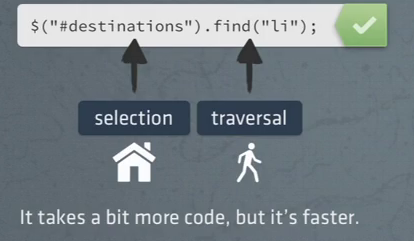 $("#destinations").find("li");
selection traversal
It takes a bit more code, but it's faster.